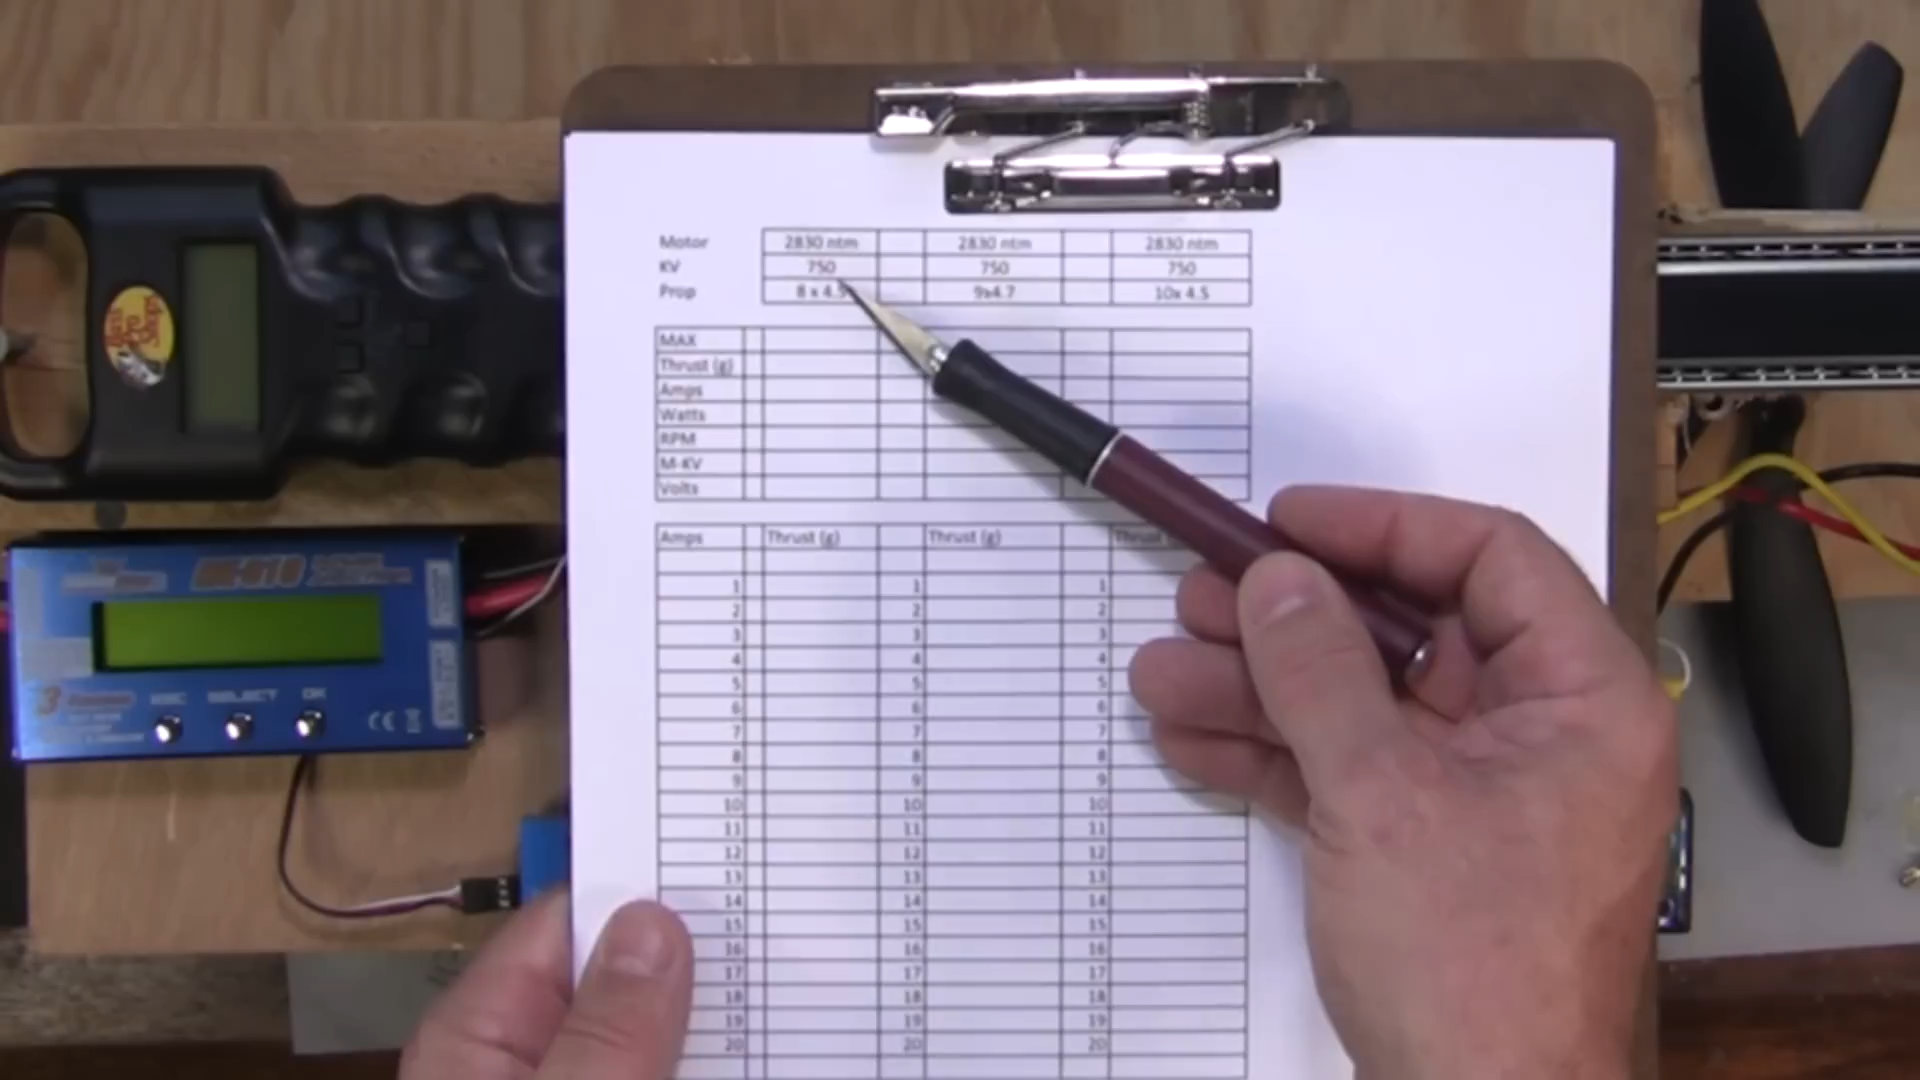 Motor 2830 ntm 2830 ntm 2830 ntm
KV 750 750 750
Prop 8 x 4.5 9x4.7 10x 4.5
MAX
Thrust (g)
Amps
Watts
RPM
M-KV
Volts
Amps Thrust (g) Thrust (g) Thrust
1 1 1
2 2 2
3 3 3
4 4 4
5 5 5
6 6 6
7 7 7
8 8 8
9 9 9
10 10 10
11 11 11
12 12 12
13 13 13
14 14 14
15 15 15
16 16 16
17 17 17
18 18 18
19 19 19
20 20 20
SELECT OK
CE